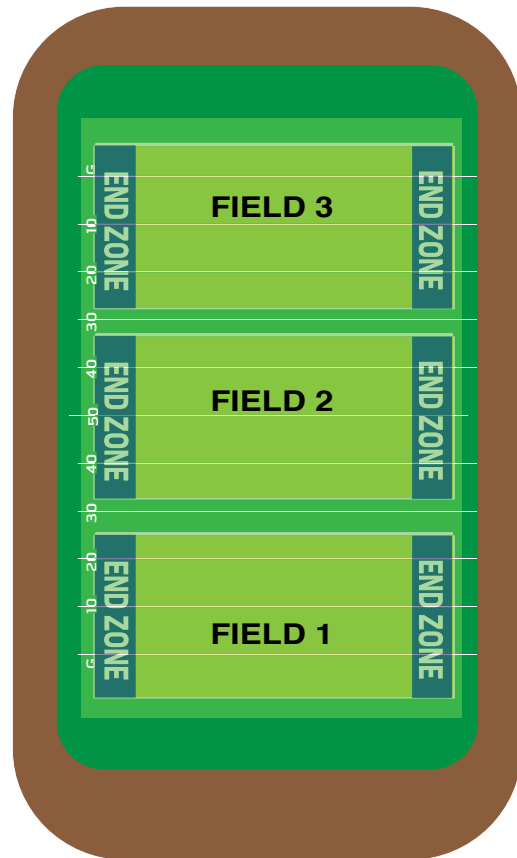 G
END ZONE
FIELD 3
END ZONE
10
20
30
40
END ZONE
FIELD 2
END ZONE
50
40
30
20
END ZONE
FIELD 1
END ZONE
10
G